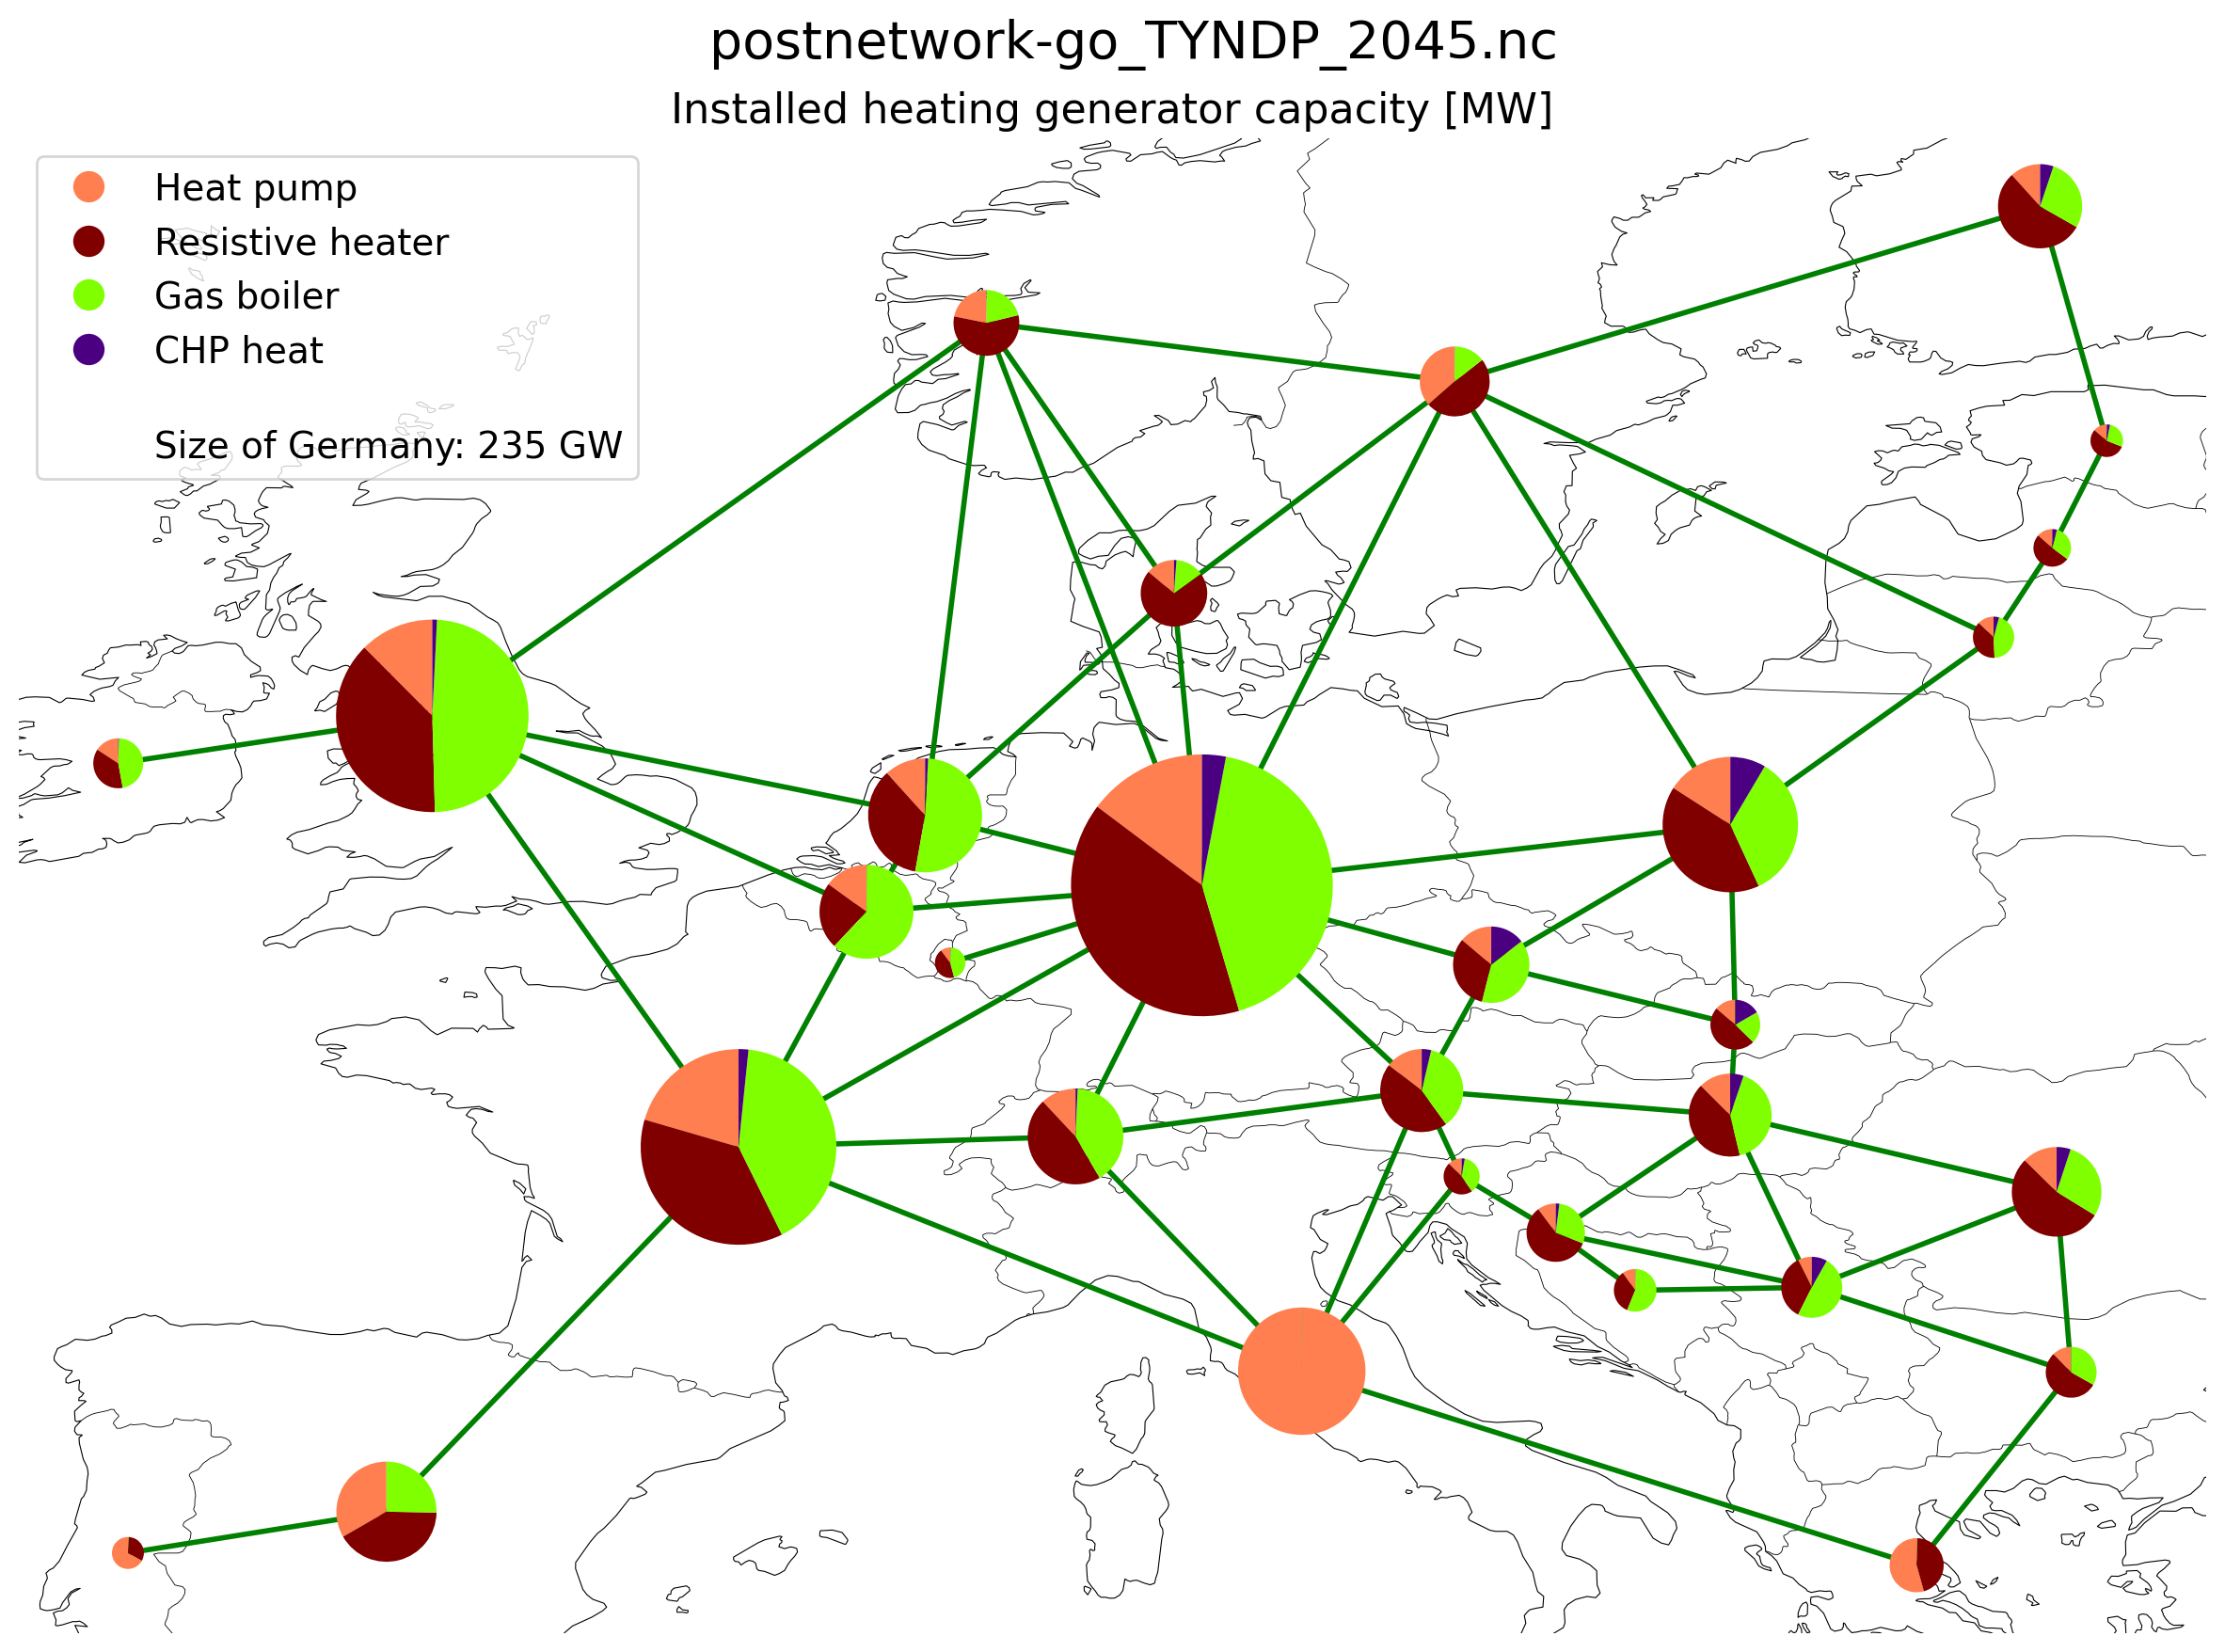 postnetwork-go_TYNDP_2045.nc
Installed heating generator capacity [MW]
Heat pump
Resistive heater
Gas boiler
CHP heat
Size of Germany: 235 GW